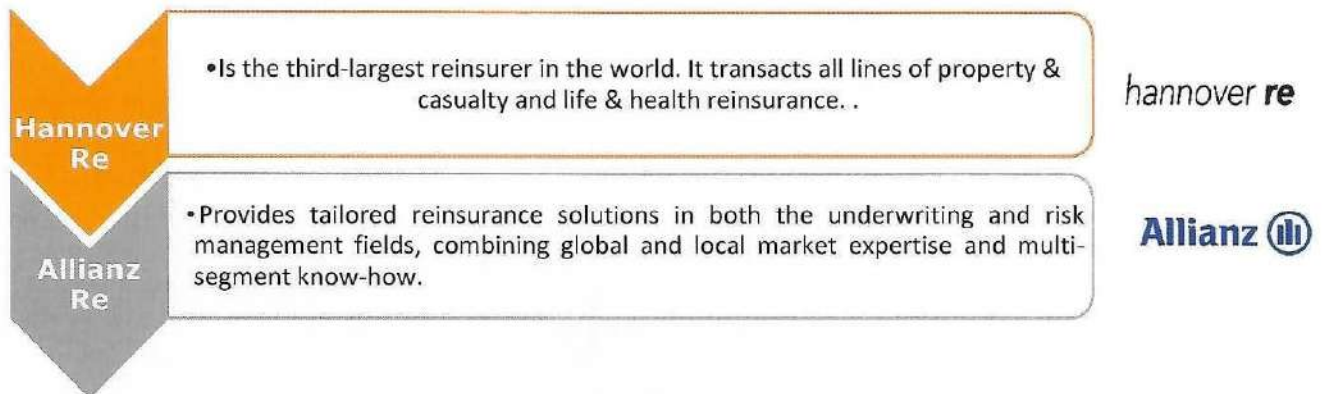 •Is the third-largest reinsurer in the world. It transacts all lines of property &
casualty and life & health reinsurance. .
Hannover
Re
hannover re
•Provides tailored reinsurance solutions in both the underwriting and risk
management fields, combining global and local market expertise and multi-
segment know-how.
Allianz
Re
Allianz